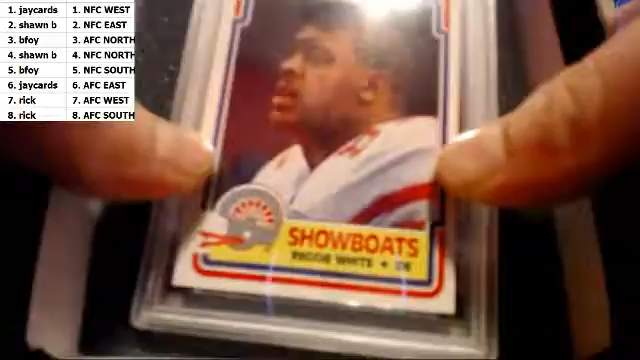 1. jaycards 1. NFC WEST
2. shawn b 2. NFC EAST
3. bfoy 3. AFC NORTH
4. shawn b 4. NFC NORTH
5. bfoy 5. NFC SOUTH
6. jaycards 6. AFC EAST
7. rick 7. AFC WEST
8. rick 8. AFC SOUTH
SHOWBOATS
REGGIE WHITE ★ DE